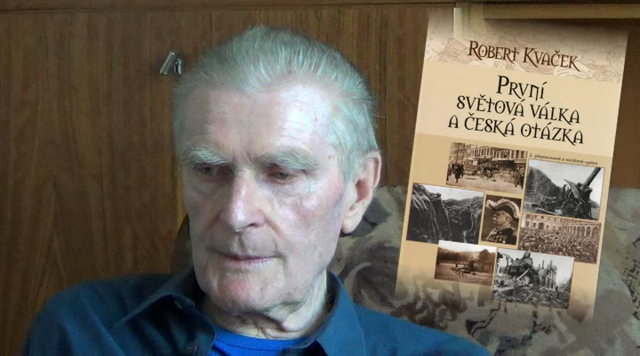 ROBERT KVAČEK
PRVNÍ
SVĚTOVÁ VÁLKA
A ČESKÁ OTÁZKA